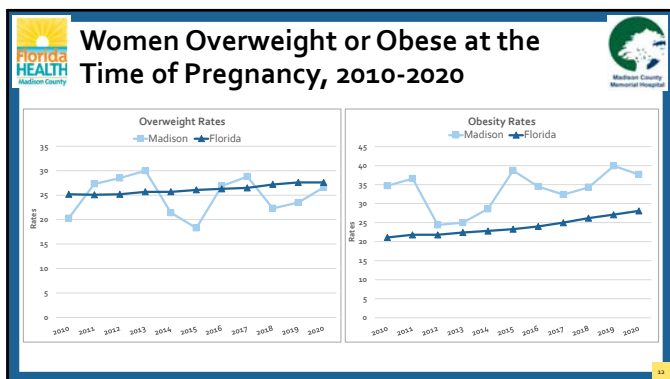 Florida
HEALTH
Madison County
Women Overweight or Obese at the
Time of Pregnancy, 2010-2020
Madison County
Memorial Hospital
Overweight Rates
Madison Florida
35
30
25
20
15
10
5
0
Rates
2010 2011 2012 2013 2014 2015 2016 2017 2018 2019 2020
Obesity Rates
Madison Florida
45
40
35
30
25
20
15
10
5
0
Rates
2010 2011 2012 2013 2014 2015 2016 2017 2018 2019 2020
12